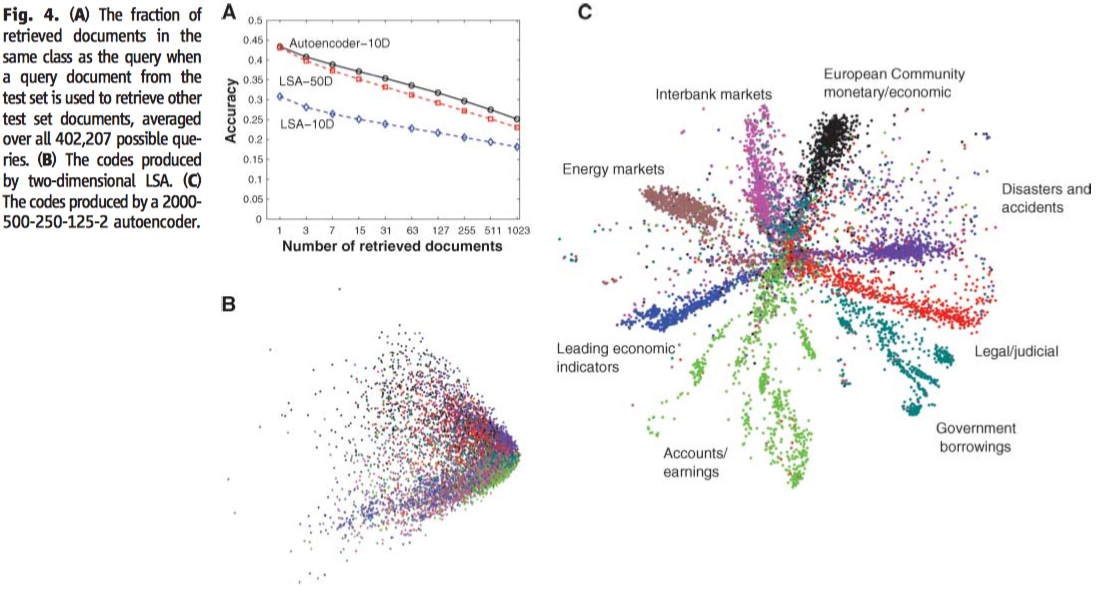 Fig. 4. (A) The fraction of
retrieved documents in the
same class as the query when
a query document from the
test set is used to retrieve other
test set documents, averaged
over all 402,207 possible que-
ries. (B) The codes produced
by two-dimensional LSA. (C)
The codes produced by a 2000-
500-250-125-2 autoencoder.
A
0.5
0.45
0.4
0.35
0.3
0.25
0.2
0.15
0.1
0.05
0
Accuracy
Autoencoder−10D
LSA−50D
LSA−10D
1 3 7 15 31 63 127 255 511 1023
Number of retrieved documents
B
C
European Community
monetary/economic
Interbank markets
Energy markets
Disasters and
accidents
Leading economic
indicators
Legal/judicial
Government
borrowings
Accounts/
earnings